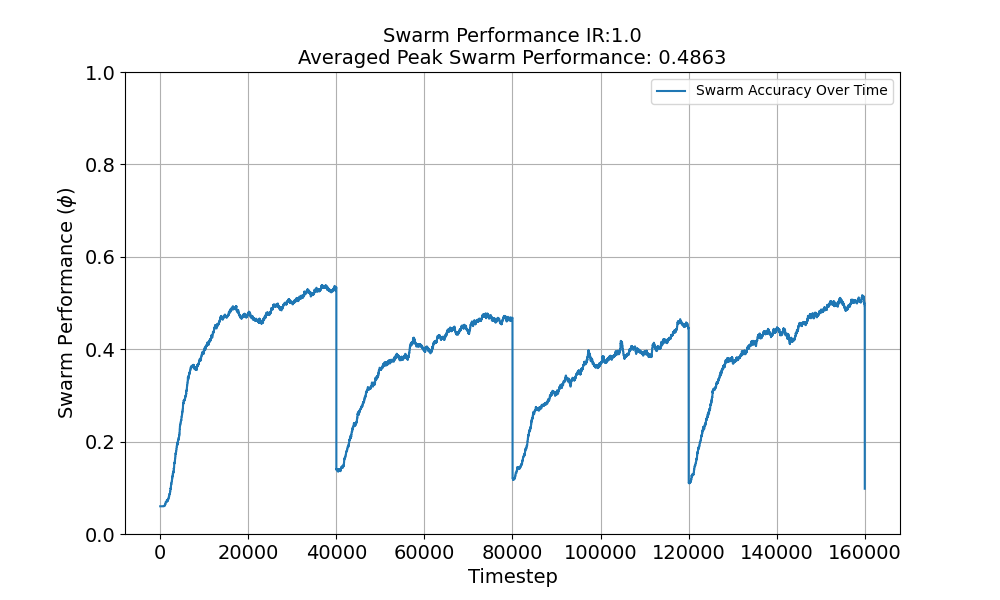 Swarm Performance IR:1.0
Averaged Peak Swarm Performance: 0.4863
Swarm Accuracy Over Time
Swarm Performance (ϕ)
1.0
0.8
0.6
0.4
0.2
0.0
0 20000 40000 60000 80000 100000 120000 140000 160000
Timestep